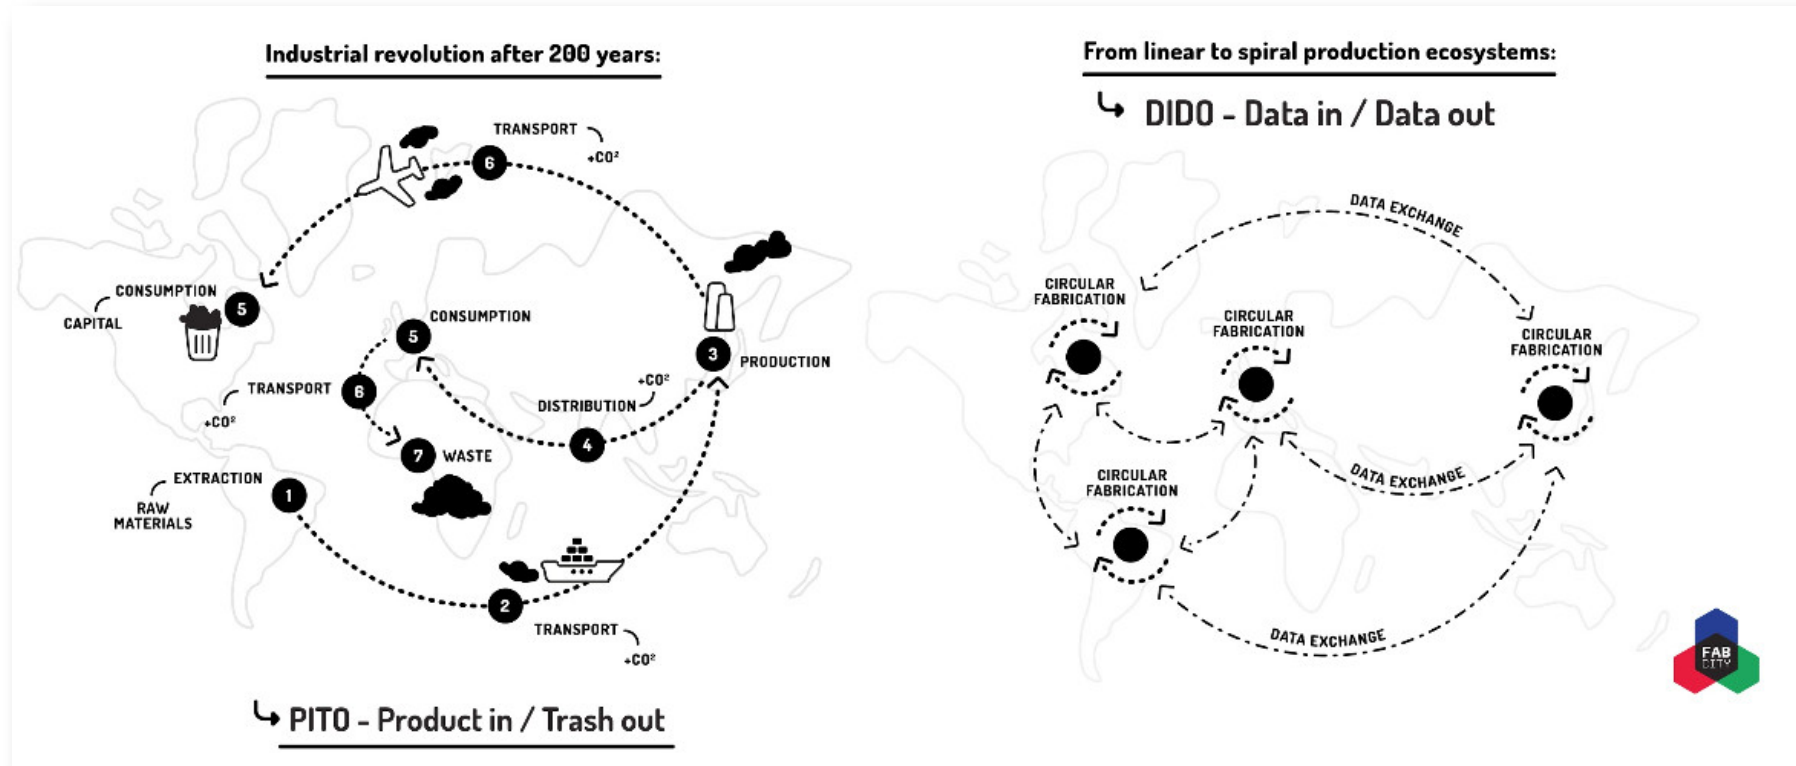 Industrial revolution after 200 years:
TRANSPORT
+CO²
6
CONSUMPTION
5
CAPITAL
CONSUMPTION
5
3
PRODUCTION
TRANSPORT
6
+CO²
+CO²
DISTRIBUTION
4
7
WASTE
EXTRACTION
1
RAW
MATERIALS
2
TRANSPORT
+CO²
PITO - Product in / Trash out
From linear to spiral production ecosystems:
DIDO - Data in / Data out
DATA EXCHANGE
CIRCULAR
FABRICATION
CIRCULAR
FABRICATION
CIRCULAR
FABRICATION
CIRCULAR
FABRICATION
DATA EXCHANGE
DATA EXCHANGE
FAB
CITY